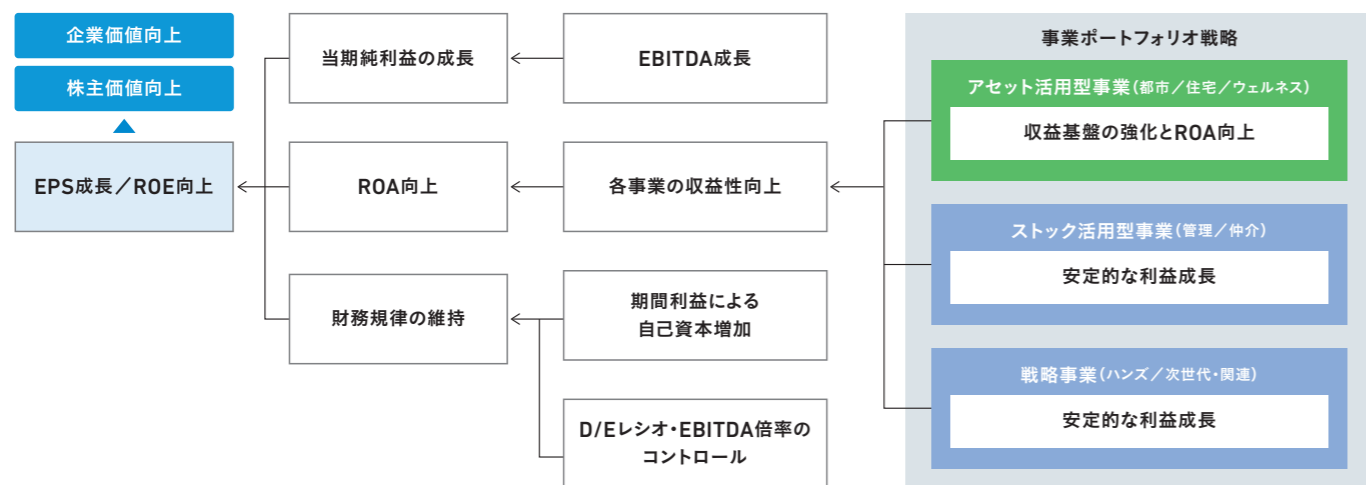 企業価値向上
株主価値向上
EPS成長／ROE向上
当期純利益の成長
ROA向上
財務規律の維持
EBITDA成長
各事業の収益性向上
期間利益による
自己資本増加
D/Eレシオ・EBITDA倍率の
コントロール
事業ポートフォリオ戦略
アセット活用型事業（都市／住宅／ウェルネス）
収益基盤の強化とROA向上
ストック活用型事業（管理／仲介）
安定的な利益成長
戦略事業（ハンズ／次世代・関連）
安定的な利益成長